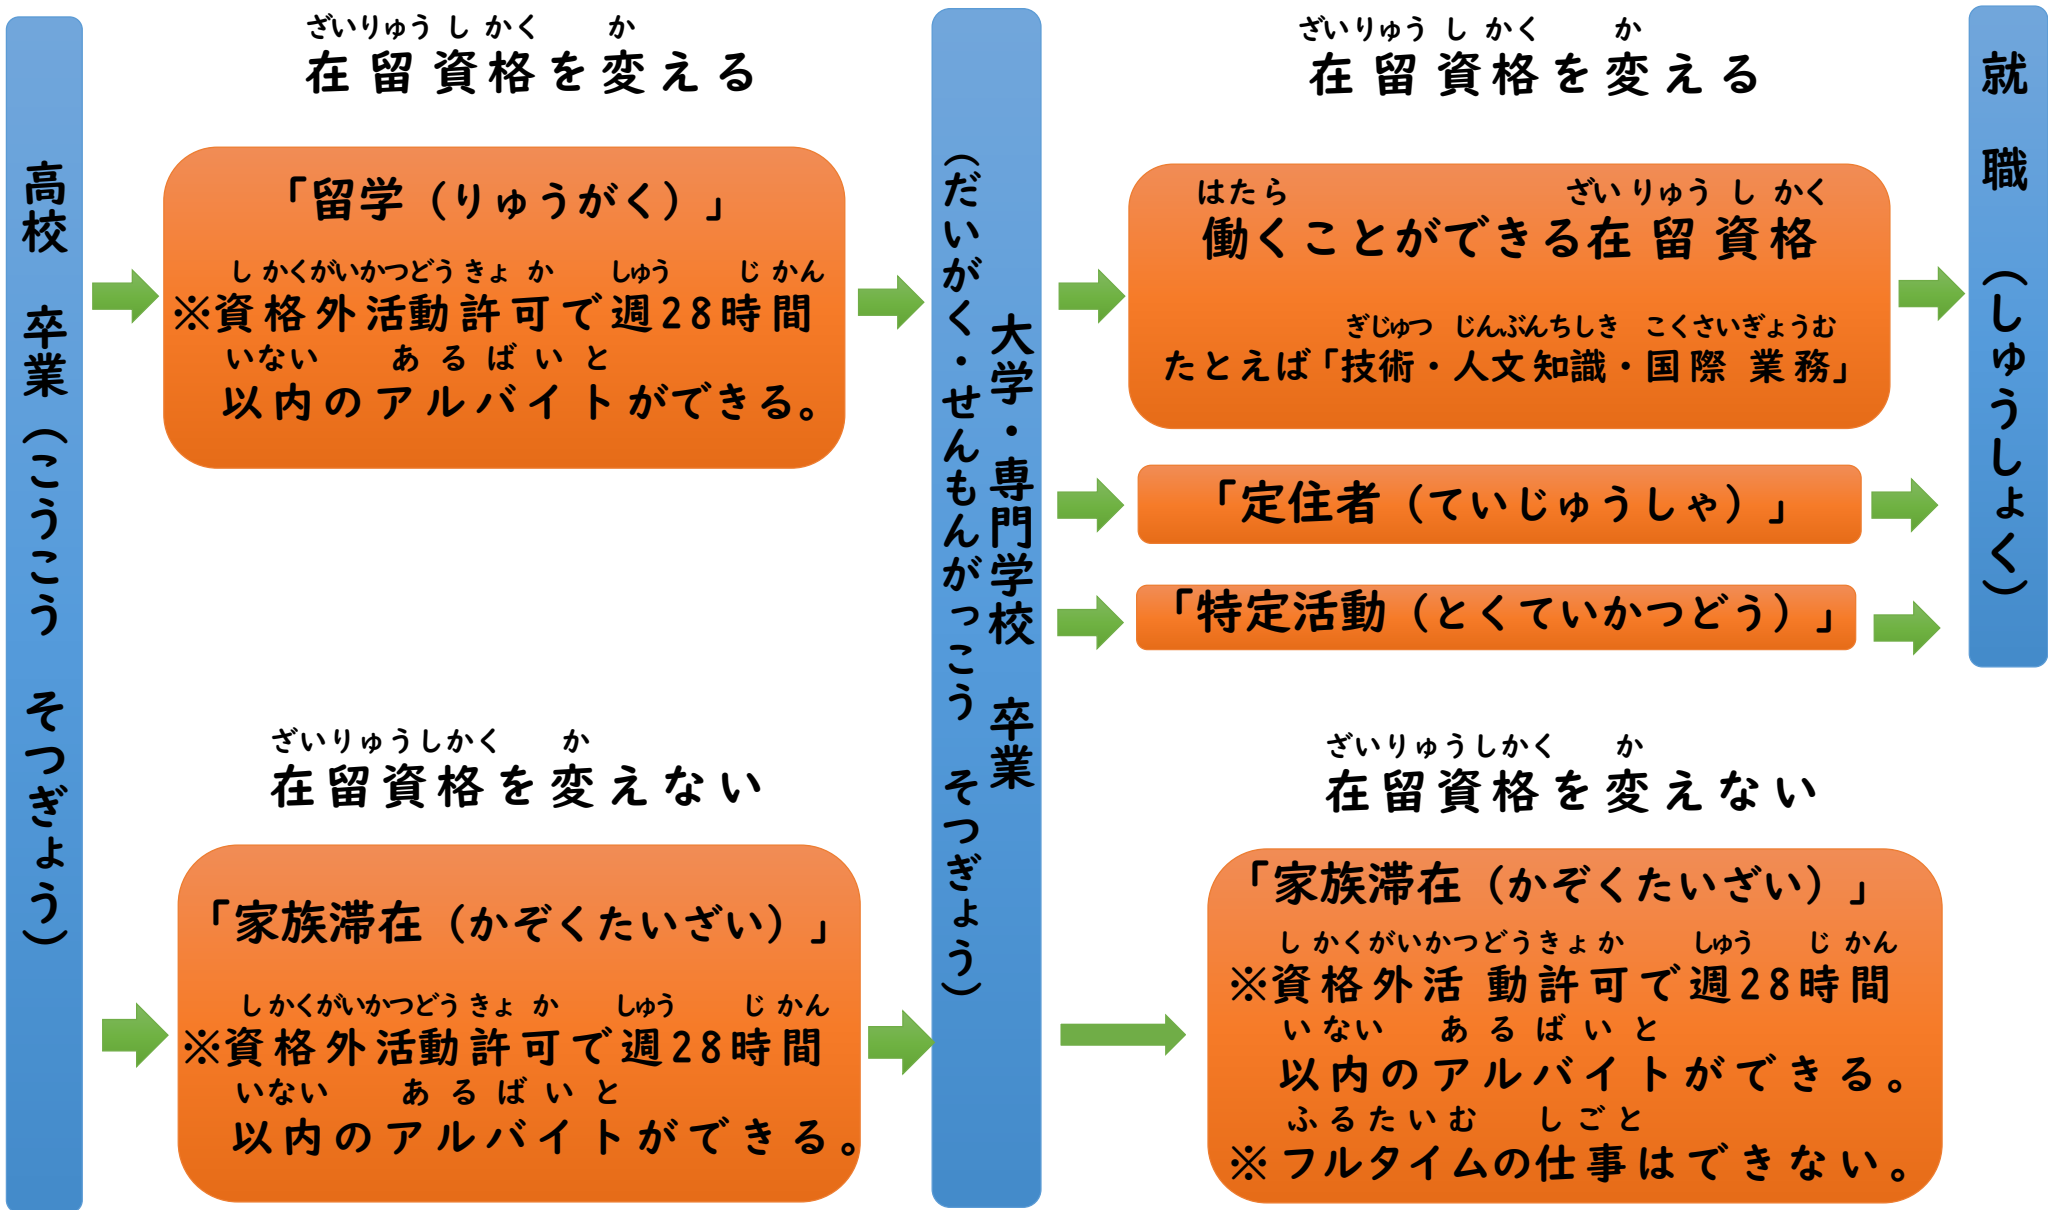 高校　卒業（こうこう　そつぎょう）
ざいりゅう し かく か
在留資格を変える
「留学（りゅうがく）」
し かくがいかつどう きょ か しゅう じ かん
※資格外活動許可で週28時間
いない あるばいと
以内のアルバイトができる。
ざいりゅうしかく か
在留資格を変えない
「家族滞在（かぞくたいざい）」
し かくがいかつどう きょ か しゅう じ かん
※資格外活動許可で週28時間
いない あるばいと
以内のアルバイトができる。
大学・専門学校　卒業
（だいがく・せんもんがっこう　そつぎょう）
ざいりゅう し かく か
在留資格を変える
はたら ざい りゅう し かく
働くことができる在留資格
ぎじゅつ じんぶんちしき こくさいぎょうむ
たとえば「技術・人文知識・国際業務」
「定住者（ていじゅうしゃ）」
「特定活動（とくていかつどう）」
ざいりゅうしかく か
在留資格を変えない
「家族滞在（かぞくたいざい）」
し かくがいかつどうきょ か しゅう じ かん
※資格外活動許可で週28時間
い ない あるばいと
以内のアルバイトができる。
ふるたいむ しごと
※フルタイムの仕事はできない。
就職（しゅうしょく）